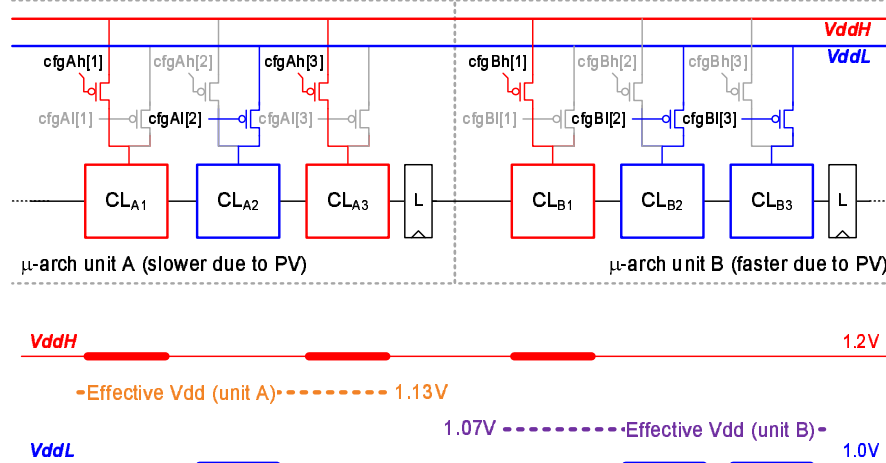 VddH
VddL
cfgAh[1] cfgAh[2] cfgAh[3] cfgBh[1] cfgBh[2] cfgBh[3]
cfgAl[1] cfgAl[2] cfgAl[3] cfgBl[1] cfgBl[2] cfgBl[3]
CLA1 CLA2 CLA3 L CLB1 CLB2 CLB3 L
μ-arch unit A (slower due to PV) μ-arch unit B (faster due to PV)
VddH 1.2V
Effective Vdd (unit A) 1.13V
1.07V Effective Vdd (unit B)
VddL 1.0V